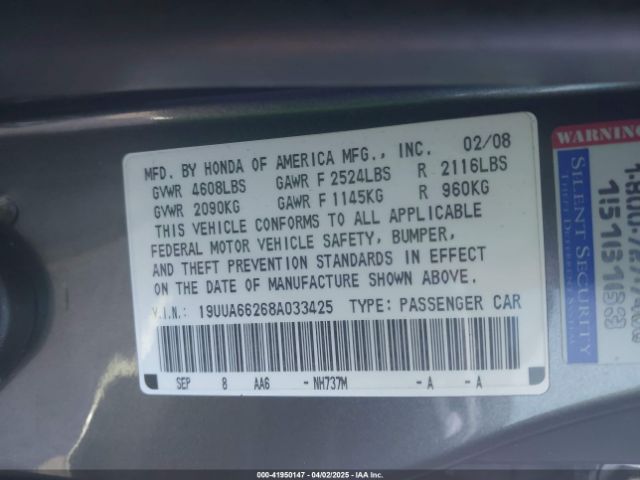 MFD. BY HONDA OF AMERICA MFG., INC. 02/08
GVWR 4608LBS GAWR F 2524LBS R 2116LBS
GVWR 2090KG GAWR F 1145KG R 960KG
THIS VEHICLE CONFORMS TO ALL APPLICABLE
FEDERAL MOTOR VEHICLE SAFETY, BUMPER,
AND THEFT PREVENTION STANDARDS IN EFFECT
ON THE DATE OF MANUFACTURE SHOWN ABOVE.
V.I.N.: 19UUA66268A033425 TYPE: PASSENGER CAR
SEP 8 AA6 -NH737M -A -A
WARNING
SILENT SECURITY
THEFT DETERRENT SYSTEM
000-41950147 - 04/02/2025 - IAA Inc.